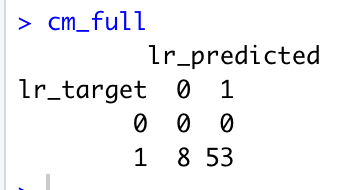 > cm_full
lr_predicted
lr_target 0 1
0 0 0
1 8 53
>